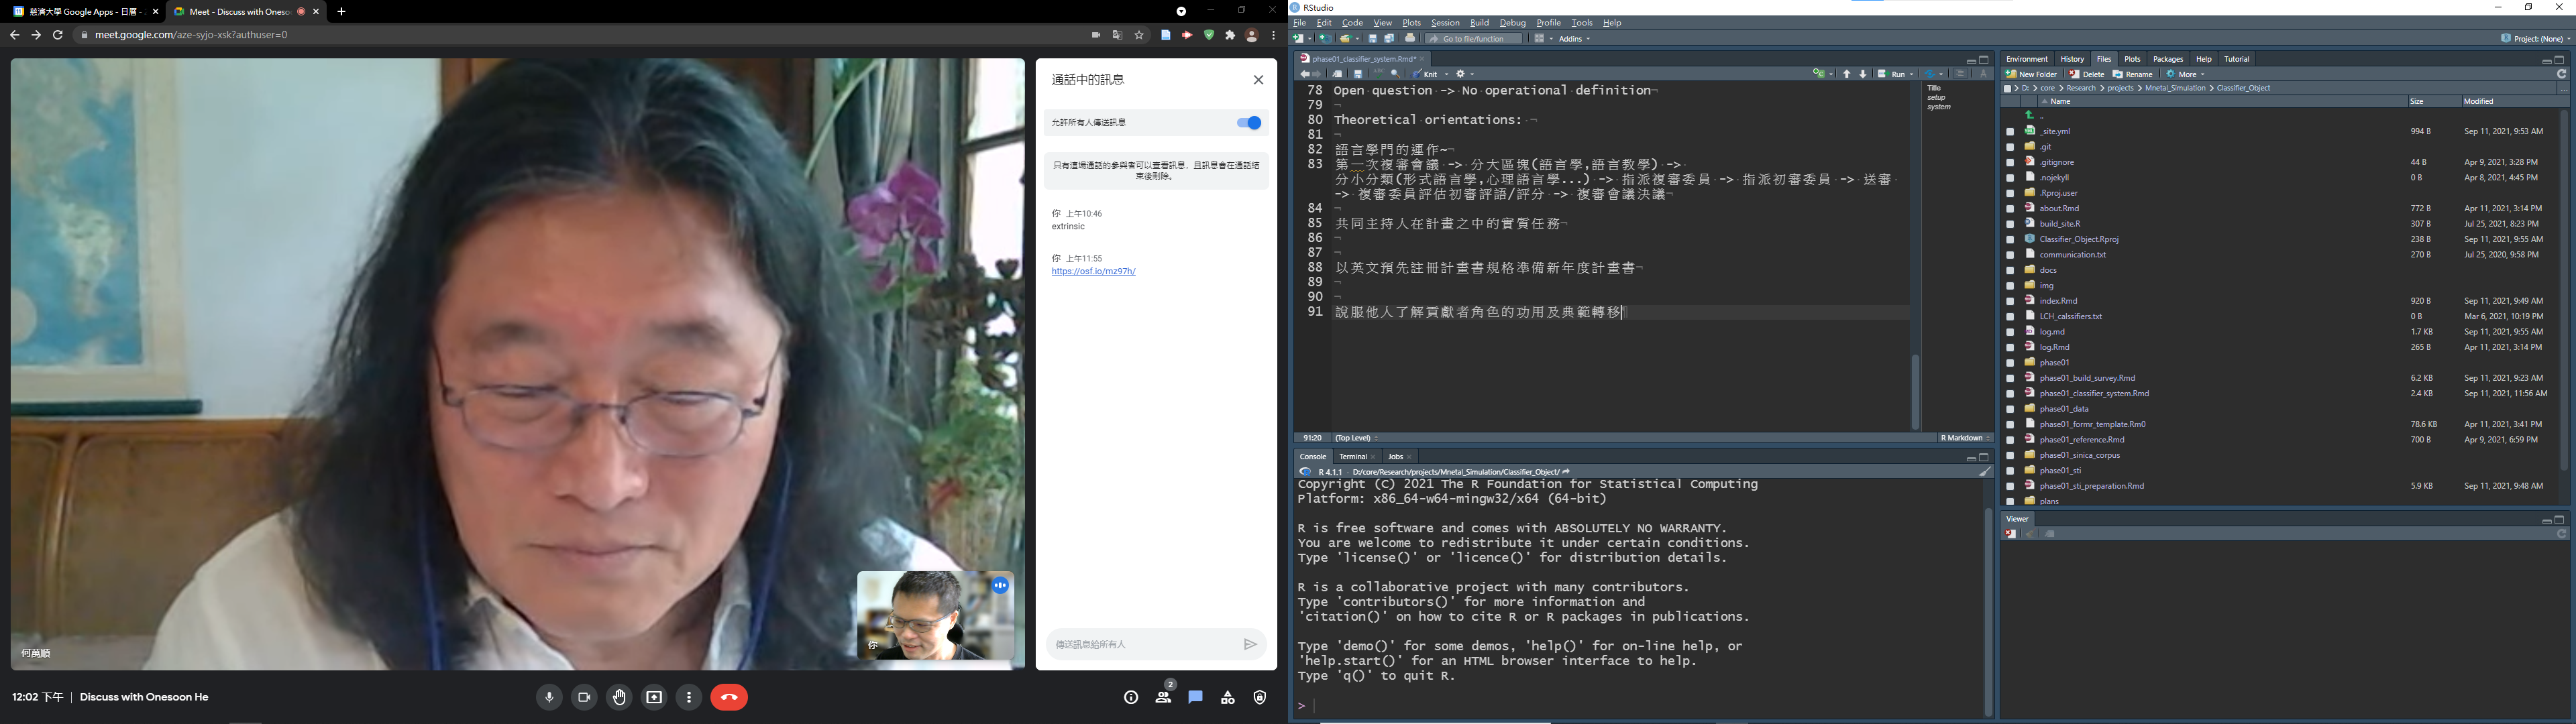 慈濟大學 Google Apps - 日曆 - 2
Meet - Discuss with Onesoon
meet.google.com/aze-syjo-xsk?authuser=0
何萬順
你
通話中的訊息
允許所有人傳送訊息
只有這場通話的參與者可以查看訊息，且訊息會在通話結
束後刪除。
你 上午10:46
extrinsic
你 上午11:55
https://osf.io/mz97h/
傳送訊息給所有人
12:02 下午 | Discuss with Onesoon He
2
RStudio
File Edit Code View Plots Session Build Debug Profile Tools Help
Go to file/function
Addins
Project: (None)
phase01_classifier_system.Rmd*
Knit
Run
78 Open question -> No operational definition
79
80 Theoretical orientations:
81
82 語言學門的運作~
83 第一次複審會議 -> 分大區塊(語言學,語言教學) ->
分小分類(形式語言學,心理語言學...) -> 指派複審委員 -> 指派初審委員 -> 送審
-> 複審委員評估初審評語/評分 -> 複審會議決議
84
85 共同主持人在計畫之中的實質任務
86
87
88 以英文預先註冊計畫書規格準備新年度計畫書
89
90
91 說服他人了解貢獻者角色的功用及典範轉移
Title
setup
system
91:20 (Top Level)
R Markdown
Console Terminal Jobs
R 4.1.1 · D:/core/Research/projects/Mnetal_Simulation/Classifier_Object/
Copyright (C) 2021 The R Foundation for Statistical Computing
Platform: x86_64-w64-mingw32/x64 (64-bit)
R is free software and comes with ABSOLUTELY NO WARRANTY.
You are welcome to redistribute it under certain conditions.
Type 'license()' or 'licence()' for distribution details.
R is a collaborative project with many contributors.
Type 'contributors()' for more information and
'citation()' on how to cite R or R packages in publications.
Type 'demo()' for some demos, 'help()' for on-line help, or
'help.start()' for an HTML browser interface to help.
Type 'q()' to quit R.
>
Environment History Files Plots Packages Help Tutorial
New Folder Delete Rename More
D: core Research projects Mnetal_Simulation Classifier_Object
Name Size Modified
..
_site.yml 994 B Sep 11, 2021, 9:53 AM
.git
.gitignore 44 B Apr 9, 2021, 3:28 PM
.nojekyll 0 B Apr 8, 2021, 4:45 PM
.Rproj.user
about.Rmd 772 B Apr 11, 2021, 3:14 PM
build_site.R 307 B Jul 25, 2021, 8:23 PM
Classifier_Object.Rproj 238 B Sep 11, 2021, 9:55 AM
communication.txt 270 B Jul 25, 2020, 9:58 PM
docs
img
index.Rmd 920 B Sep 11, 2021, 9:49 AM
LCH_calssifiers.txt 0 B Mar 6, 2021, 10:19 PM
log.md 1.7 KB Sep 11, 2021, 9:55 AM
log.Rmd 265 B Apr 11, 2021, 3:14 PM
phase01
phase01_build_survey.Rmd 6.2 KB Sep 11, 2021, 9:23 AM
phase01_classifier_system.Rmd 2.4 KB Sep 11, 2021, 11:56 AM
phase01_data
phase01_formr_template.Rm0 78.6 KB Apr 11, 2021, 3:41 PM
phase01_reference.Rmd 700 B Apr 9, 2021, 6:59 PM
phase01_sinica_corpus
phase01_sti
phase01_sti_preparation.Rmd 5.9 KB Sep 11, 2021, 9:48 AM
plans
Viewer